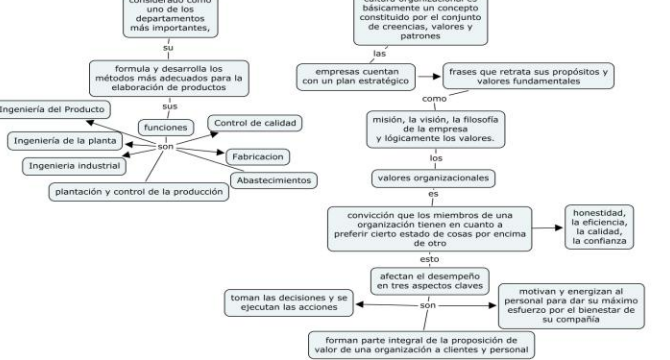 considerado como
uno de los
departamentos
más importantes,
su
formula y desarrolla los
métodos más adecuados para la
elaboración de productos
sus
funciones
son
Ingeniería del Producto
Ingeniería de la planta
Ingenieria industrial
plantación y control de la producción
Control de calidad
Fabricacion
Abastecimientos
cultura organizacional es
básicamente un concepto
constituido por el conjunto
de creencias, valores y
patrones
las
empresas cuentan
con un plan estratégico
frases que retrata sus propósitos y
valores fundamentales
como
misión, la visión, la filosofía
de la empresa
y lógicamente los valores.
los
valores organizacionales
es
convicción que los miembros de una
organización tienen en cuanto a
preferir cierto estado de cosas por encima
de otro
honestidad,
la eficiencia,
la calidad,
la confianza
esto
afectan el desempeño
en tres aspectos claves
son
toman las decisiones y se
ejecutan las acciones
motivan y energizan al
personal para dar su máximo
esfuerzo por el bienestar de
su compañía
forman parte integral de la proposición de
valor de una organización a clientes y personal